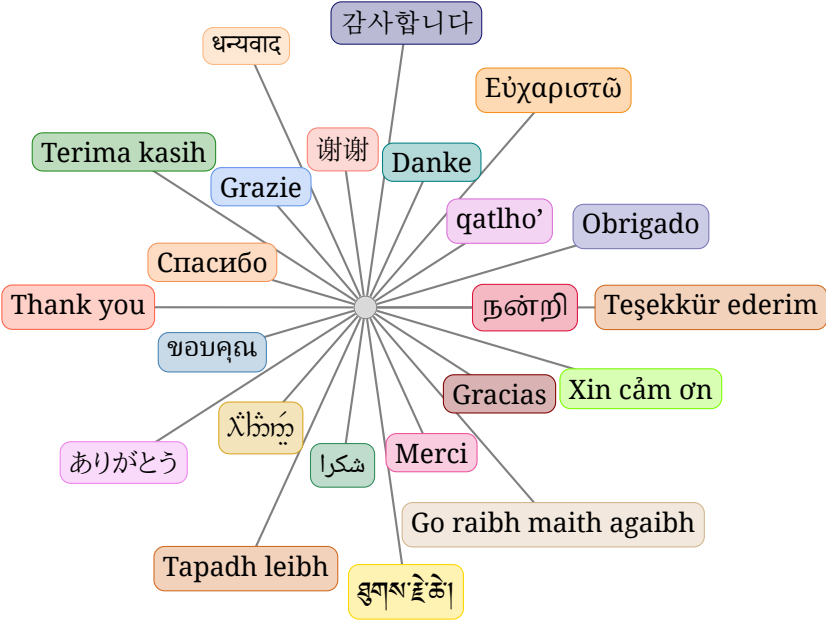 감사합니다
धन्यवाद
Εὐχαριστῶ
谢谢
Terima kasih
Danke
Grazie
qatlho’
Obrigado
Спасибо
Thank you
நன்றி
Teşekkür ederim
ขอบคุณ
Xin cảm ơn
Gracias
Merci
ありがとう
شكرا
Go raibh maith agaibh
Tapadh leibh
ཐུགས་རྗེ་ཆེ།